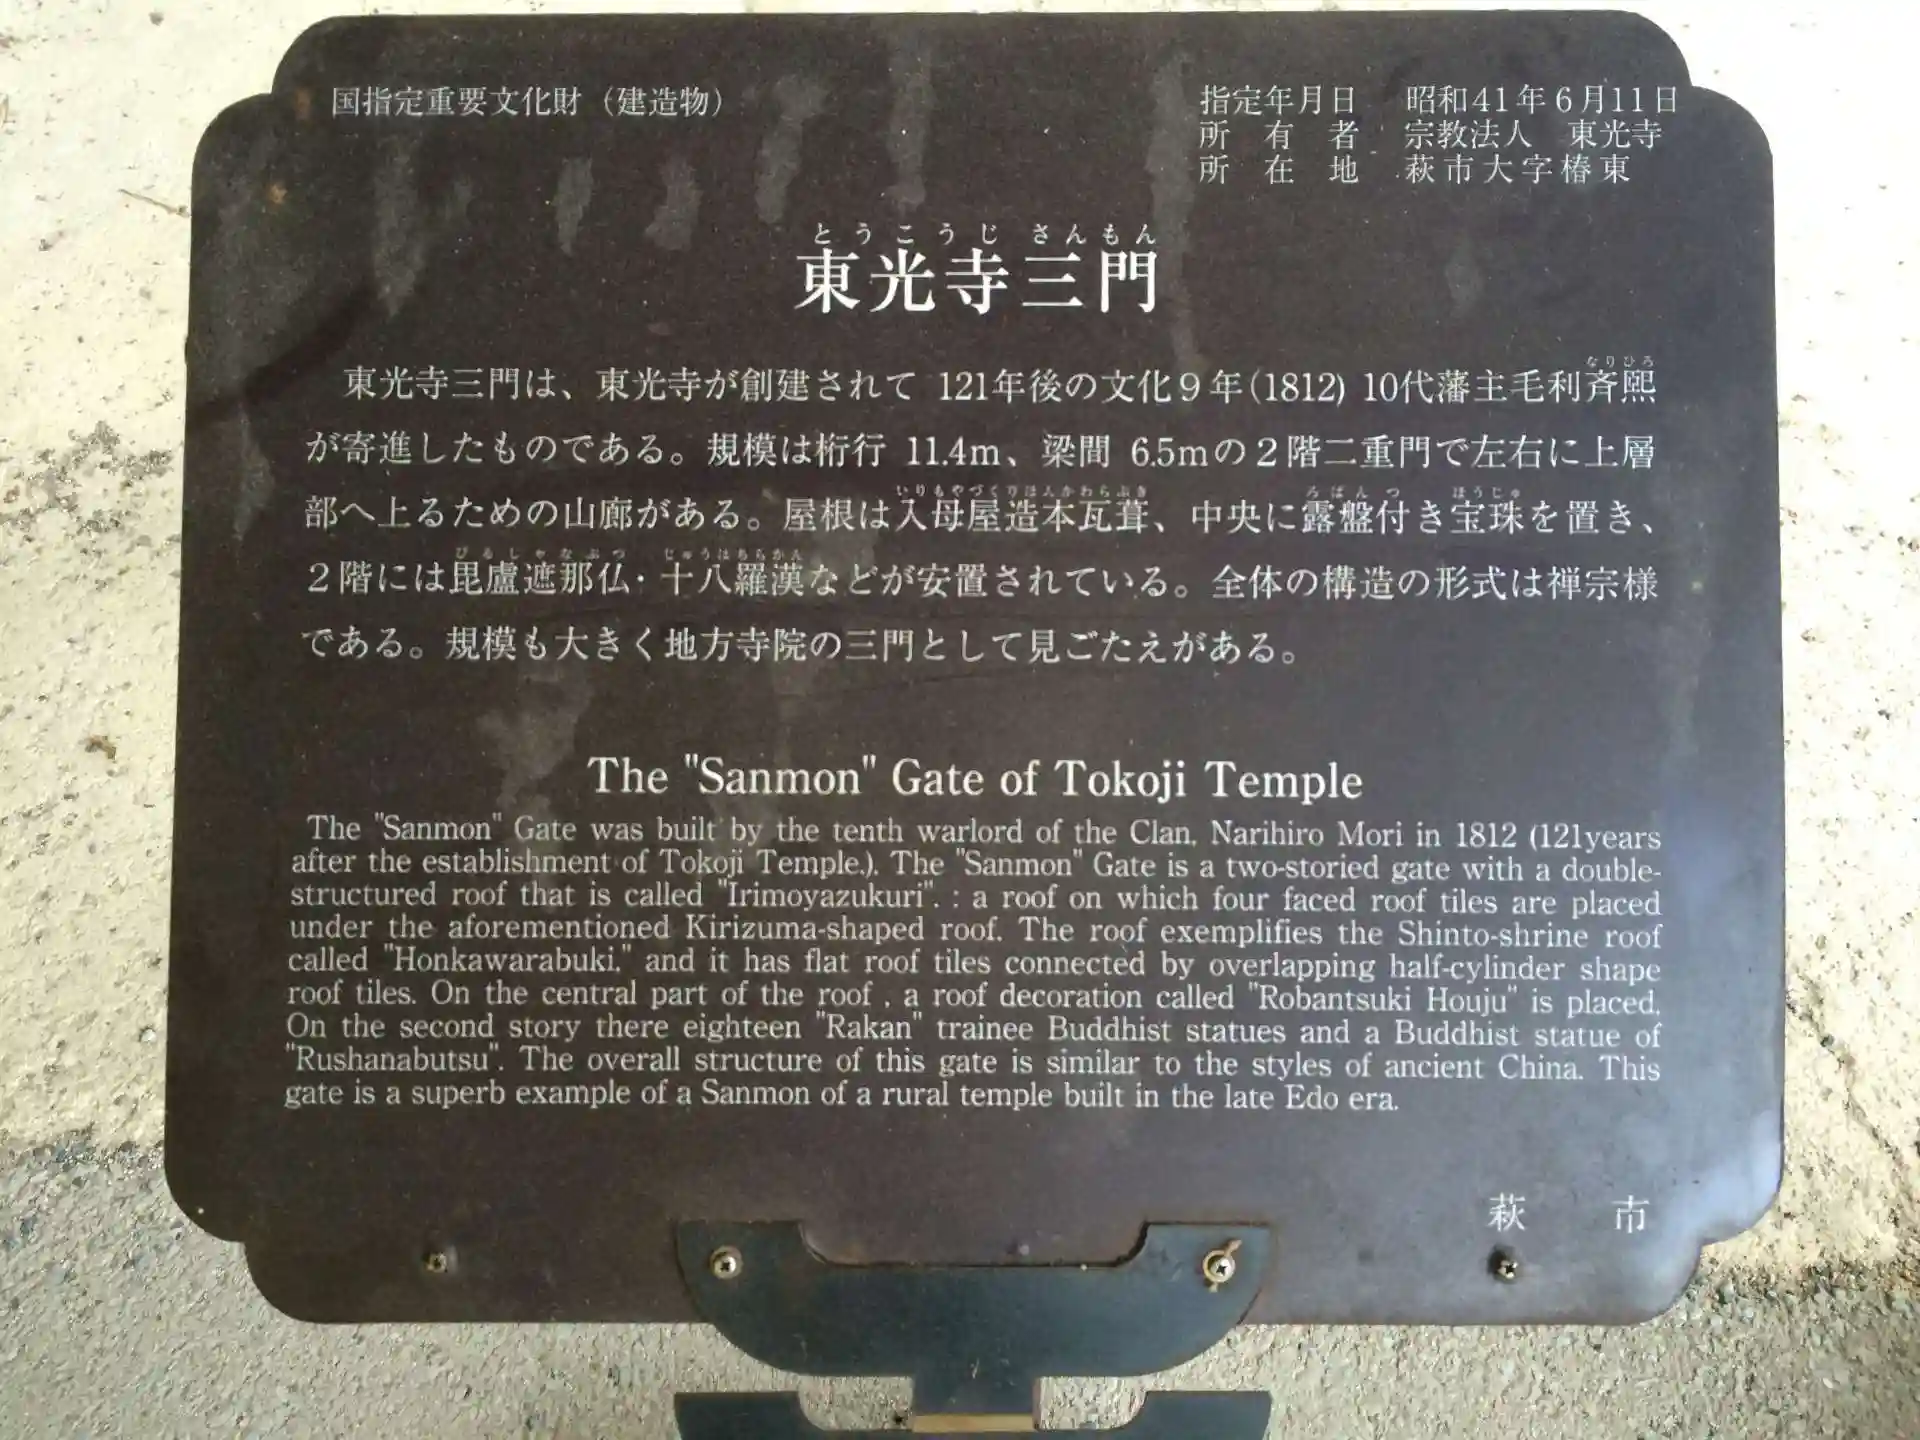 国指定重要文化財（建造物）
指定年月日　昭和41年6月11日
所有者　宗教法人　東光寺
所在地　萩市大字椿東
とうこうじ さんもん
東光寺三門
なりひろ
東光寺三門は、東光寺が創建されて 121年後の文化９年(1812) 10代藩主毛利斉熙
が寄進したものである。規模は桁行 11.4m、梁間 6.5mの２階二重門で左右に上層
いりもやづくりほんかわらぶき ろばんつ ほうじゅ
部へ上るための山廊がある。屋根は入母屋造本瓦葺、中央に露盤付き宝珠を置き、
びるしゃなぶつ じゅうはちらかん
２階には毘盧遮那仏・十八羅漢などが安置されている。全体の構造の形式は禅宗様
である。規模も大きく地方寺院の三門として見ごたえがある。
The "Sanmon" Gate of Tokoji Temple
The "Sanmon" Gate was built by the tenth warlord of the Clan, Narihiro Mori in 1812 (121years
after the establishment of Tokoji Temple.). The "Sanmon" Gate is a two-storied gate with a double-
structured roof that is called "Irimoyazukuri". : a roof on which four faced roof tiles are placed
under the aforementioned Kirizuma-shaped roof. The roof exemplifies the Shinto-shrine roof
called "Honkawarabuki," and it has flat roof tiles connected by overlapping half-cylinder shape
roof tiles. On the central part of the roof , a roof decoration called "Robantsuki Houju" is placed.
On the second story there eighteen "Rakan" trainee Buddhist statues and a Buddhist statue of
"Rushanabutsu". The overall structure of this gate is similar to the styles of ancient China. This
gate is a superb example of a Sanmon of a rural temple built in the late Edo era.
萩　市